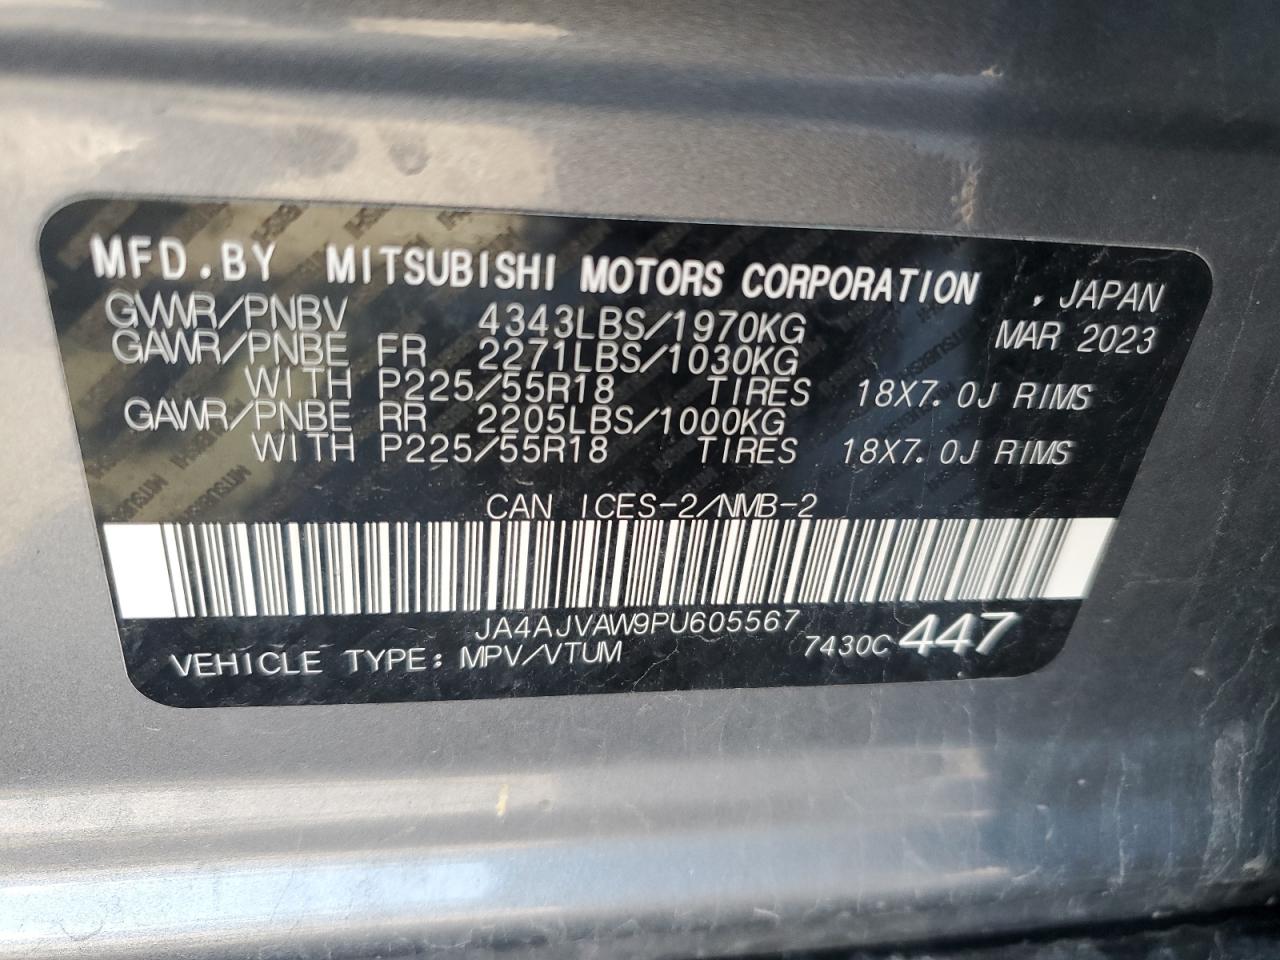 MFD.BY MITSUBISHI MOTORS CORPORATION , JAPAN
GVWR/PNBV 4343LBS/1970KG MAR 2023
GAWR/PNBE FR 2271LBS/1030KG
WITH P225/55R18 TIRES 18X7.0J RIMS
GAWR/PNBE RR 2205LBS/1000KG
WITH P225/55R18 TIRES 18X7.0J RIMS
CAN ICES-2/NMB-2
JA4AJVAW9PU605567
VEHICLE TYPE: MPV/VTUM 7430C 447